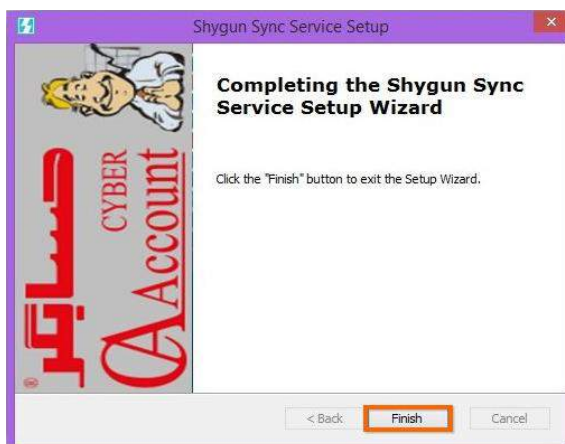 Shygun Sync Service Setup
Completing the Shygun Sync
Service Setup Wizard
Click the "Finish" button to exit the Setup Wizard.
CYBER
Account
CA
< Back
Finish
Cancel